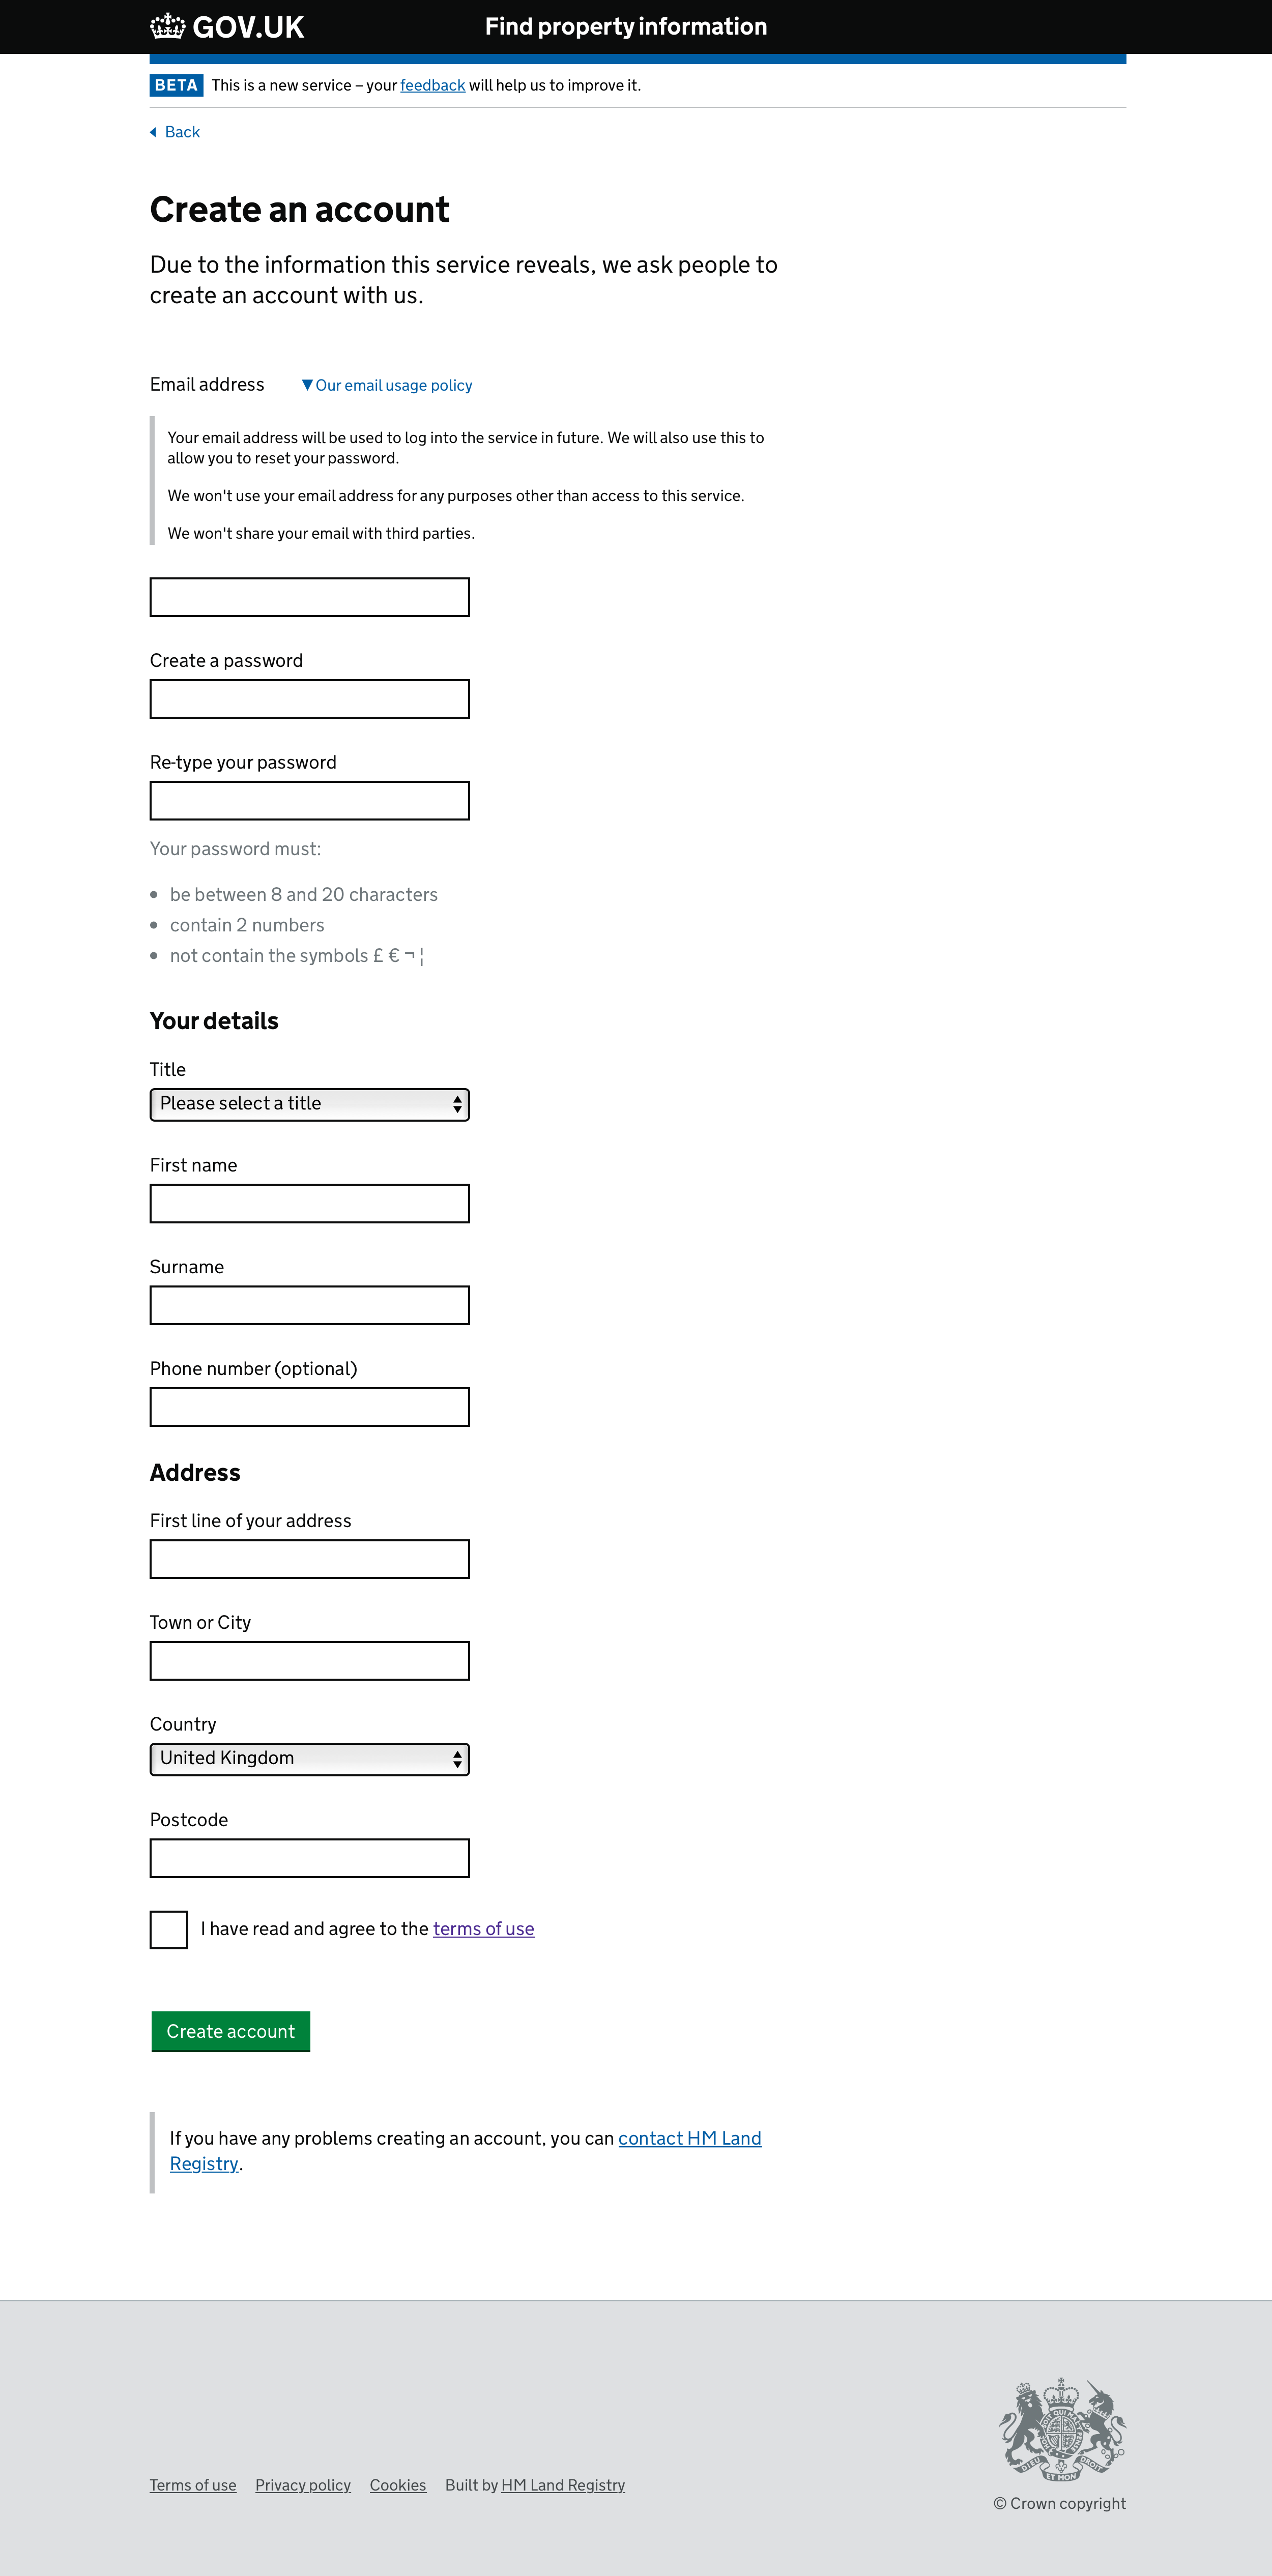 GOV.UK
Find property information
BETA This is a new service – your feedback will help us to improve it.
Back
Create an account
Due to the information this service reveals, we ask people to
create an account with us.
Email address ▼Our email usage policy
Your email address will be used to log into the service in future. We will also use this to
allow you to reset your password.
We won't use your email address for any purposes other than access to this service.
We won't share your email with third parties.
Create a password
Re-type your password
Your password must:
• be between 8 and 20 characters
• contain 2 numbers
• not contain the symbols £ € ¬ ¦
Your details
Title
Please select a title
First name
Surname
Phone number (optional)
Address
First line of your address
Town or City
Country
United Kingdom
Postcode
I have read and agree to the terms of use
Create account
If you have any problems creating an account, you can contact HM Land
Registry.
Terms of use Privacy policy Cookies Built by HM Land Registry
DIEU ET MON DROIT
© Crown copyright